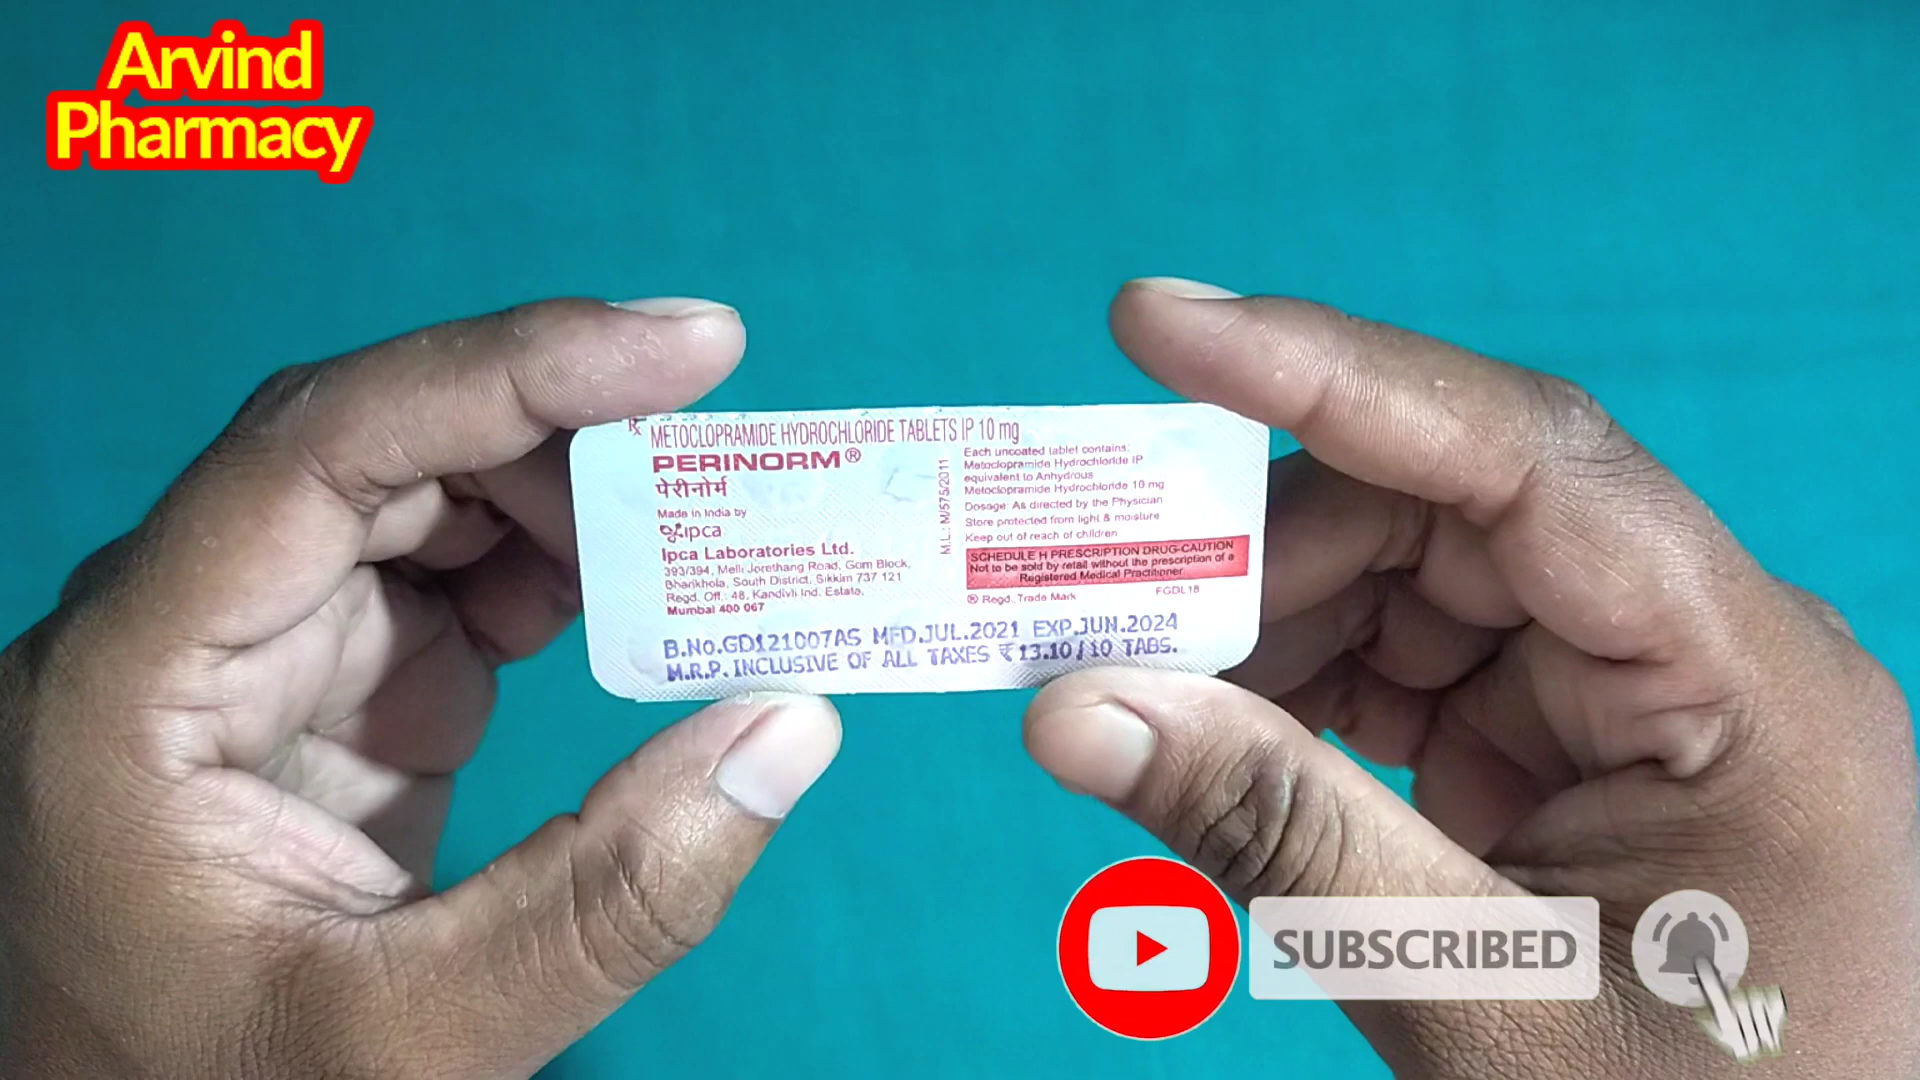 Arvind
Pharmacy
Rx METOCLOPRAMIDE HYDROCHLORIDE TABLETS IP 10 mg
PERINORM®
पेरीनोर्म
Made in India by
ipca
Ipca Laboratories Ltd.
393/394, Melli Jorethang Road, Gom Block,
Bharikhola, South District, Sikkim 737 121
Regd. Off.: 48, Kandivli Ind. Estate,
Mumbai 400 067
M.L.: M/575/2011
Each uncoated tablet contains:
Metoclopramide Hydrochloride IP
equivalent to Anhydrous
Metoclopramide Hydrochloride 10 mg
Dosage: As directed by the Physician
Store protected from light & moisture
Keep out of reach of children
SCHEDULE H PRESCRIPTION DRUG-CAUTION
Not to be sold by retail without the prescription of a
Registered Medical Practitioner
® Regd. Trade Mark
FGDL18
B.No.GD121007AS MFD.JUL.2021 EXP.JUN.2024
M.R.P. INCLUSIVE OF ALL TAXES ₹13.10/10 TABS.
SUBSCRIBED